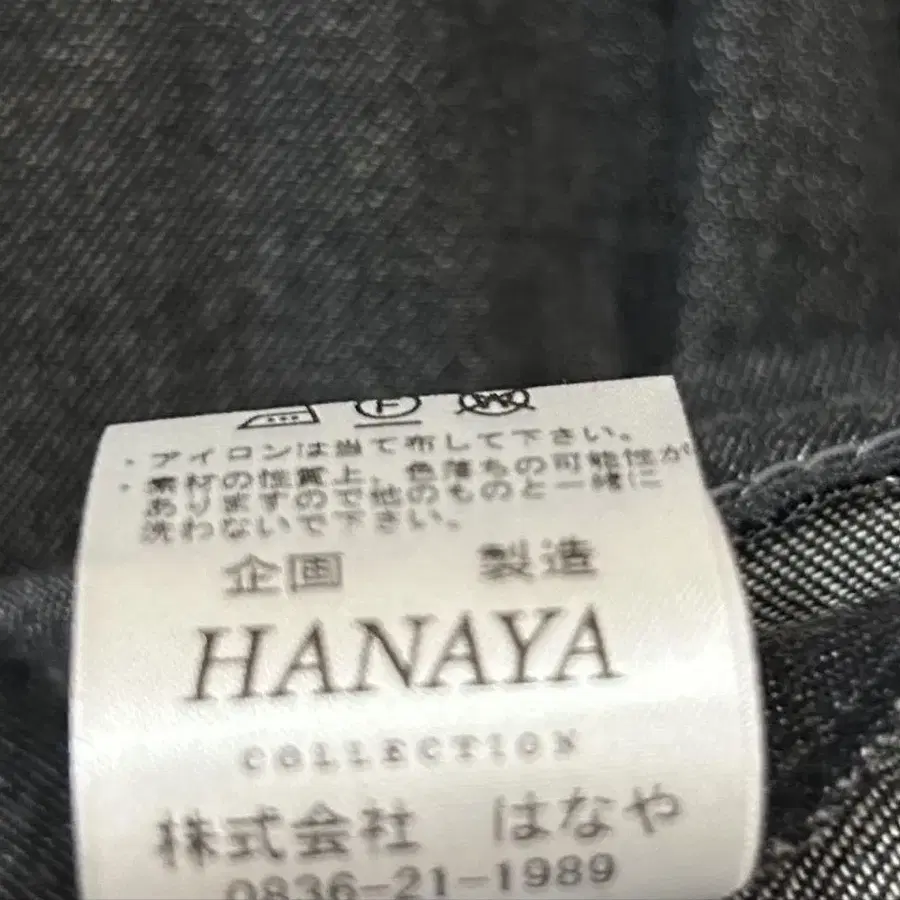 F W
・アイロンは当て布して下さい。
・素材の性質上、色落ちの可能性が
ありますので他のものと一緒に
洗わないで下さい。
企画 製造
HANAYA
COLLECTION
株式会社 はなや
0836-21-1989